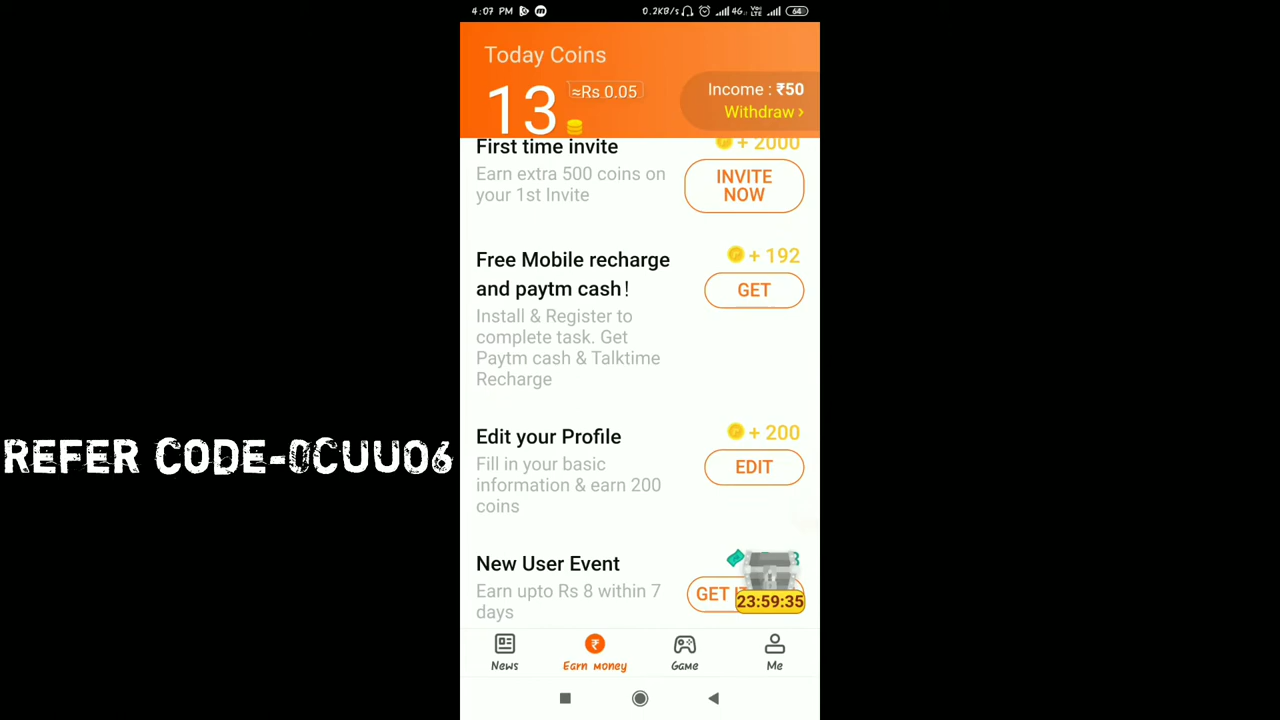 4:07 PM
0.2KB/s 4G Vo) LTE 64
Today Coins
13 ≈Rs 0.05
Income : ₹50
Withdraw ›
First time invite
+ 2000
Earn extra 500 coins on
your 1st Invite
INVITE
NOW
Free Mobile recharge
and paytm cash!
+ 192
GET
Install & Register to
complete task. Get
Paytm cash & Talktime
Recharge
REFER CODE-0CUU06
Edit your Profile
+ 200
EDIT
Fill in your basic
information & earn 200
coins
New User Event
Earn upto Rs 8 within 7
days
GET
23:59:35
News
Earn money
Game
Me